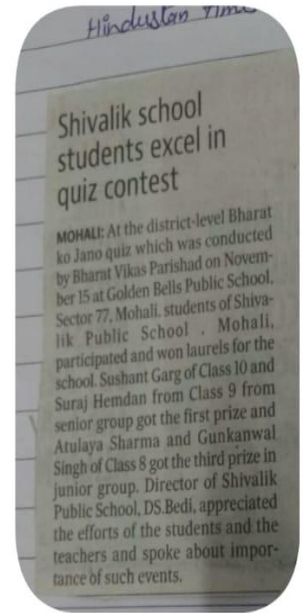 Hindustan Time
Shivalik school
students excel in
quiz contest
MOHALI: At the district-level Bharat
ko Jano quiz which was conducted
by Bharat Vikas Parishad on Novem-
ber 15 at Golden Bells Public School,
Sector 77, Mohali, students of Shiva-
lik Public School , Mohali,
participated and won laurels for the
school. Sushant Garg of Class 10 and
Suraj Hemdan from Class 9 from
senior group got the first prize and
Atulaya Sharma and Gunkanwal
Singh of Class 8 got the third prize in
junior group. Director of Shivalik
Public School, DS.Bedi, appreciated
the efforts of the students and the
teachers and spoke about impor-
tance of such events.